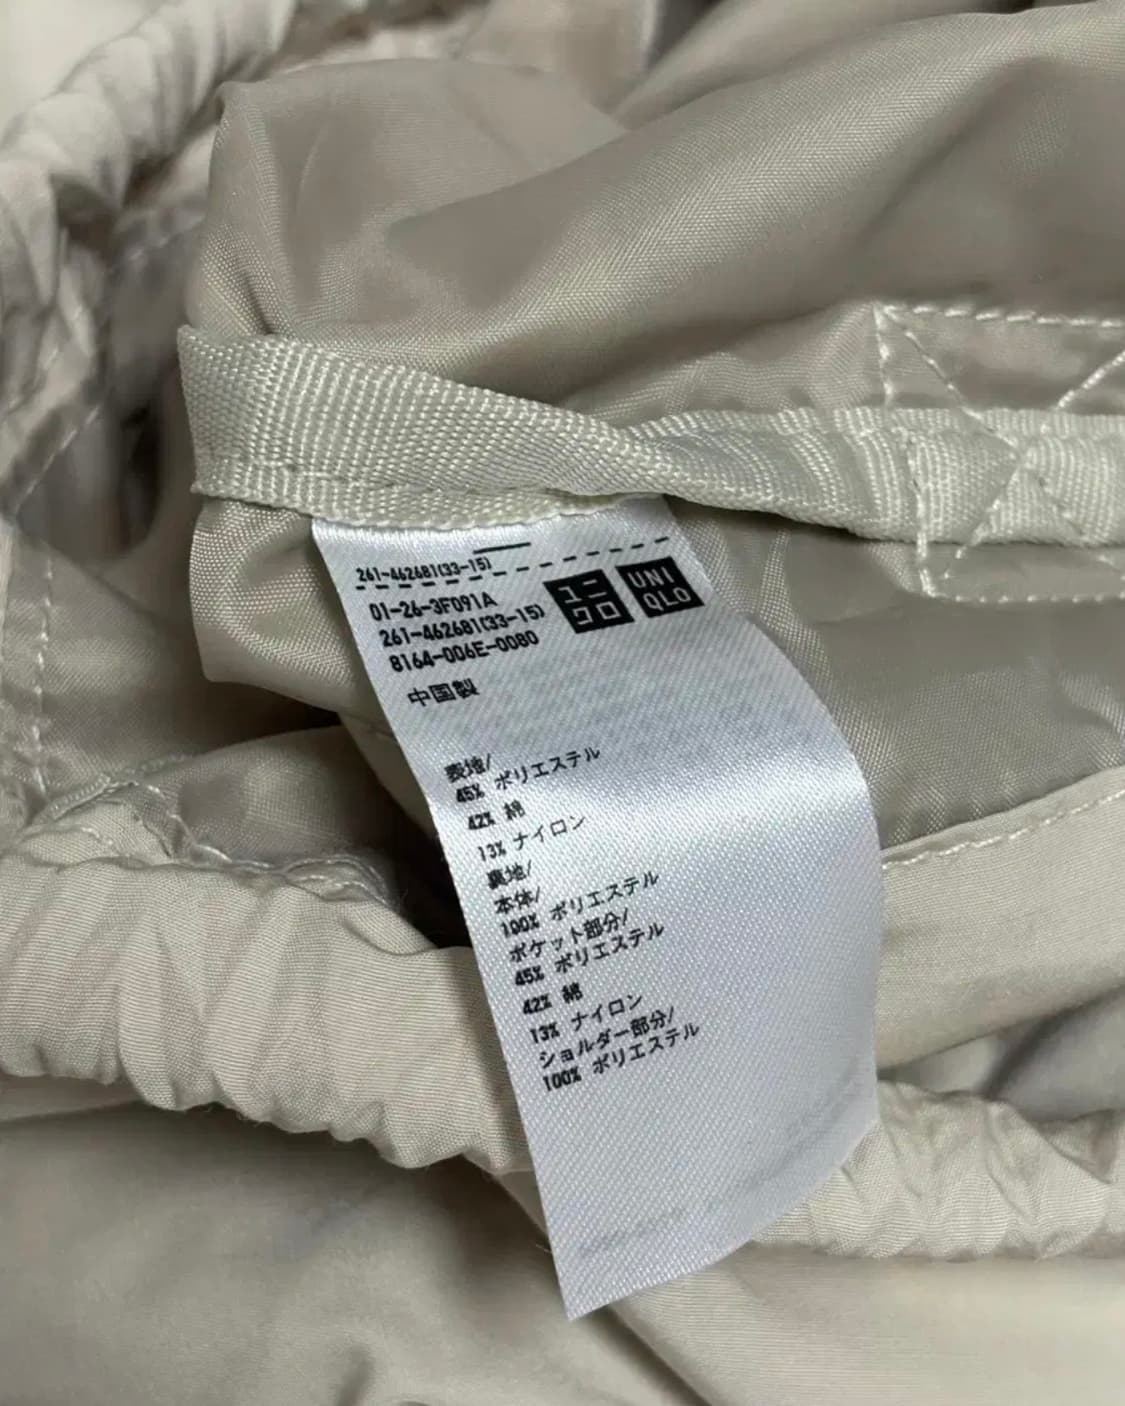 261-462681(33-15)
01-26-3F091A
261-462681(33-15)
8164-006E-0080
ユニ
クロ
UNI
QLO
中国製
表地/
45% ポリエステル
42% 綿
13% ナイロン
裏地/
本体/
100% ポリエステル
ポケット部分/
45% ポリエステル
42% 綿
13% ナイロン
ショルダー部分/
100% ポリエステル